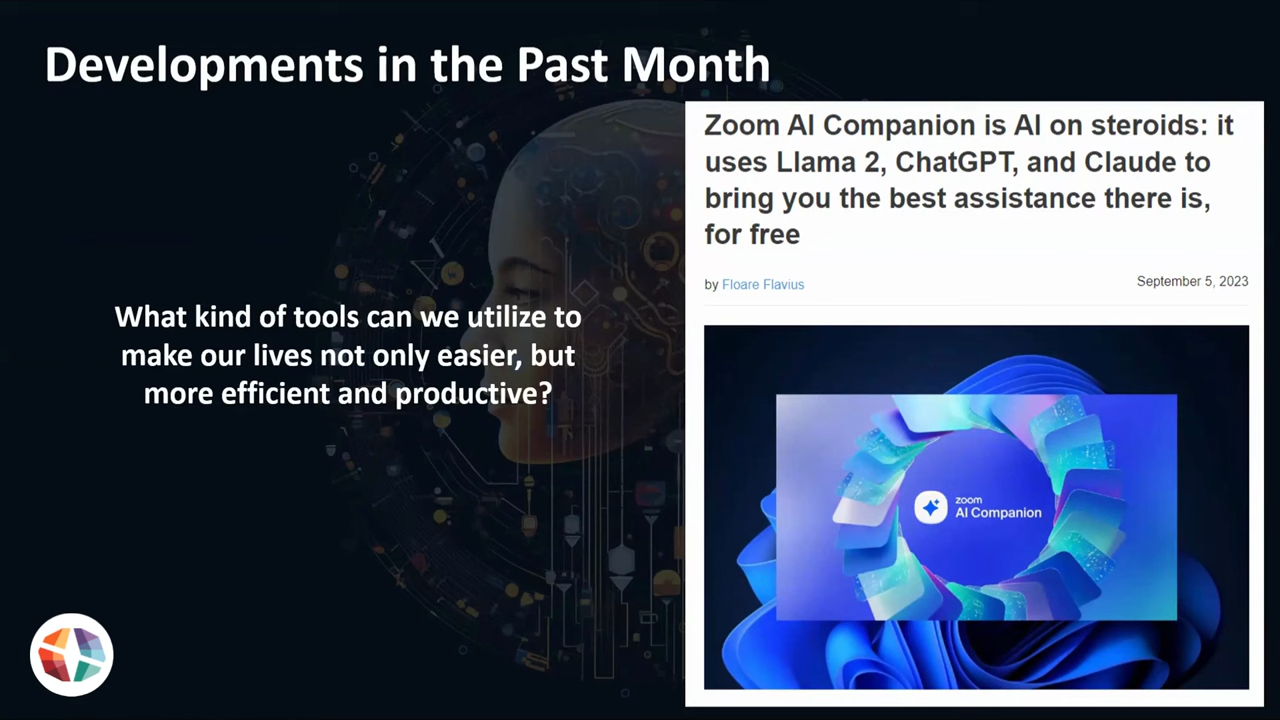 Developments in the Past Month
What kind of tools can we utilize to
make our lives not only easier, but
more efficient and productive?
Zoom AI Companion is AI on steroids: it
uses Llama 2, ChatGPT, and Claude to
bring you the best assistance there is,
for free
by Floare Flavius
September 5, 2023
zoom
AI Companion